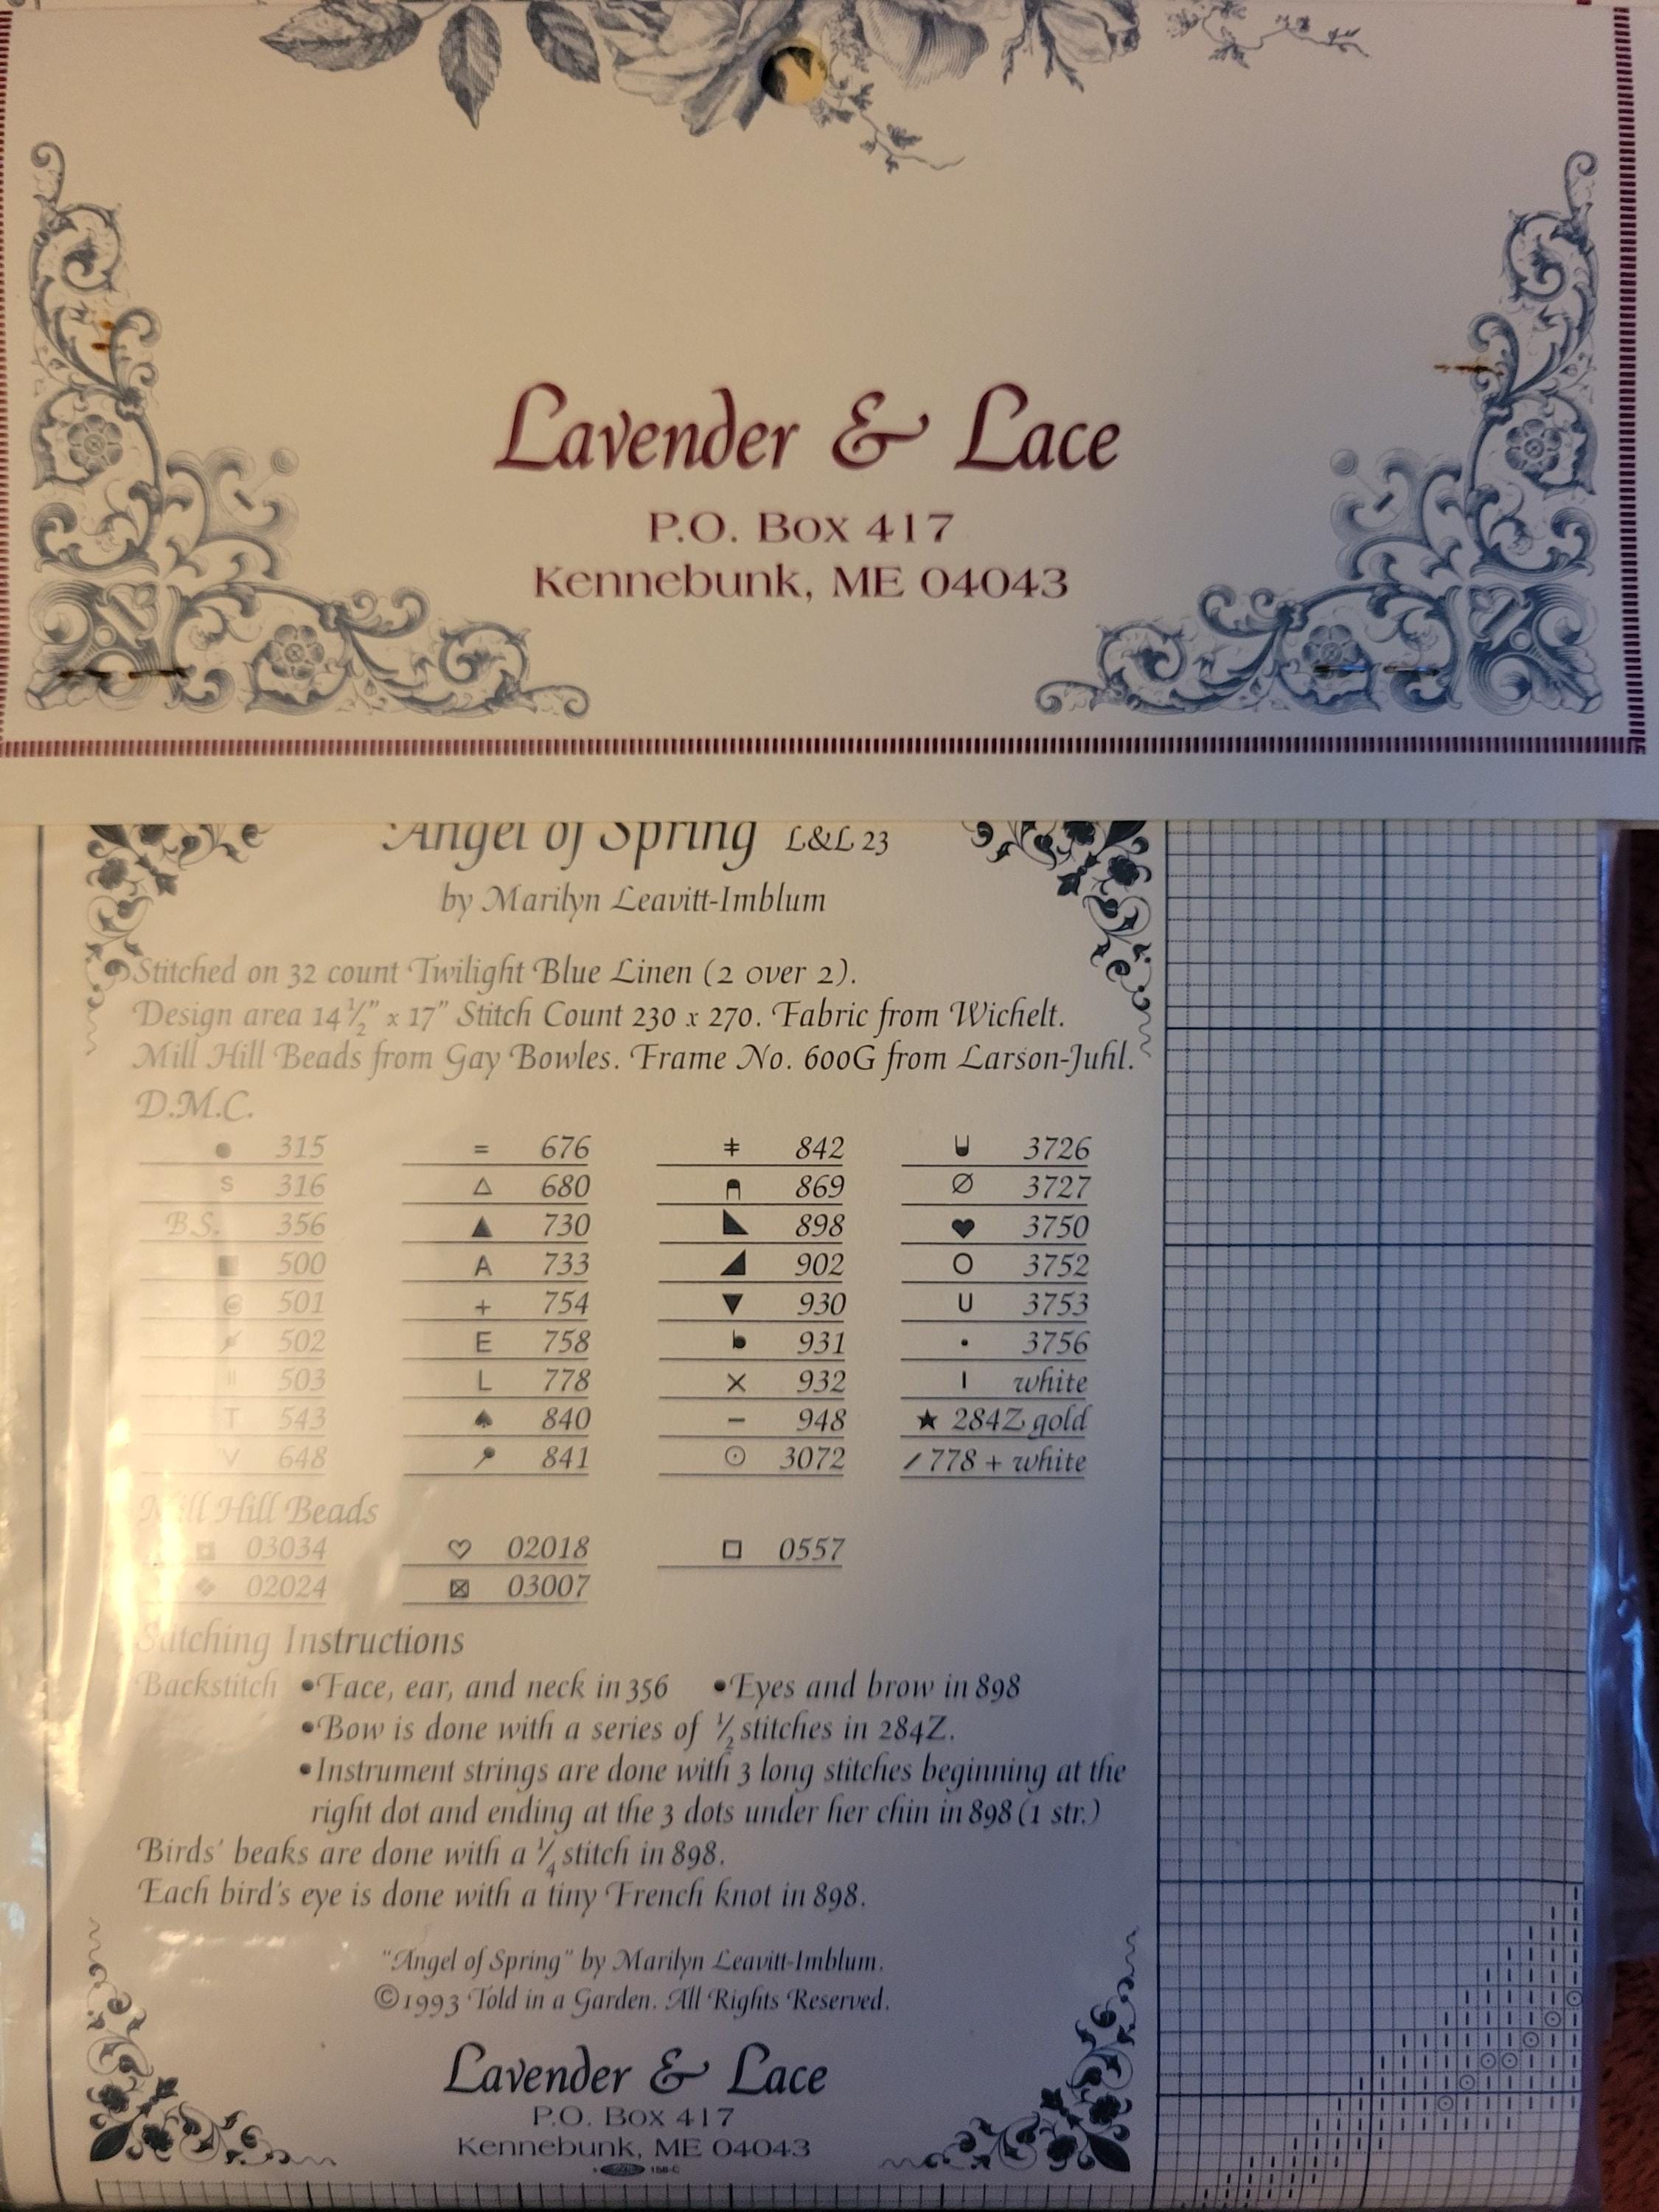 Lavender & Lace
P.O. Box 417
Kennebunk, ME 04043
Angel of Spring L&L 23
by Marilyn Leavitt-Imblum
Stitched on 32 count Twilight Blue Linen (2 over 2).
Design area 14½" x 17" Stitch Count 230 x 270. Fabric from Wichelt.
Mill Hill Beads from Gay Bowles. Frame No. 600G from Larson-Juhl.
D.M.C.
● 315 = 676 ǂ 842 3726
S 316 △ 680 869 Ø 3727
B.S. 356 ▲ 730 ◣ 898 ♥ 3750
■ 500 A 733 ◢ 902 O 3752
501 + 754 ▼ 930 U 3753
502 E 758 931 • 3756
II 503 L 778 X 932 I white
T 543 ♠ 840 − 948 ★ 284Z gold
V 648 841 ⊙ 3072 / 778 + white
Mill Hill Beads
03034 ♡ 02018 □ 0557
02024 ⊠ 03007
Stitching Instructions
Backstitch •Face, ear, and neck in 356 •Eyes and brow in 898
•Bow is done with a series of ½ stitches in 284Z.
•Instrument strings are done with 3 long stitches beginning at the
right dot and ending at the 3 dots under her chin in 898 (1 str.)
Birds' beaks are done with a ¼ stitch in 898.
Each bird's eye is done with a tiny French knot in 898.
"Angel of Spring" by Marilyn Leavitt-Imblum.
©1993 Told in a Garden. All Rights Reserved.
Lavender & Lace
P.O. Box 417
Kennebunk, ME 04043